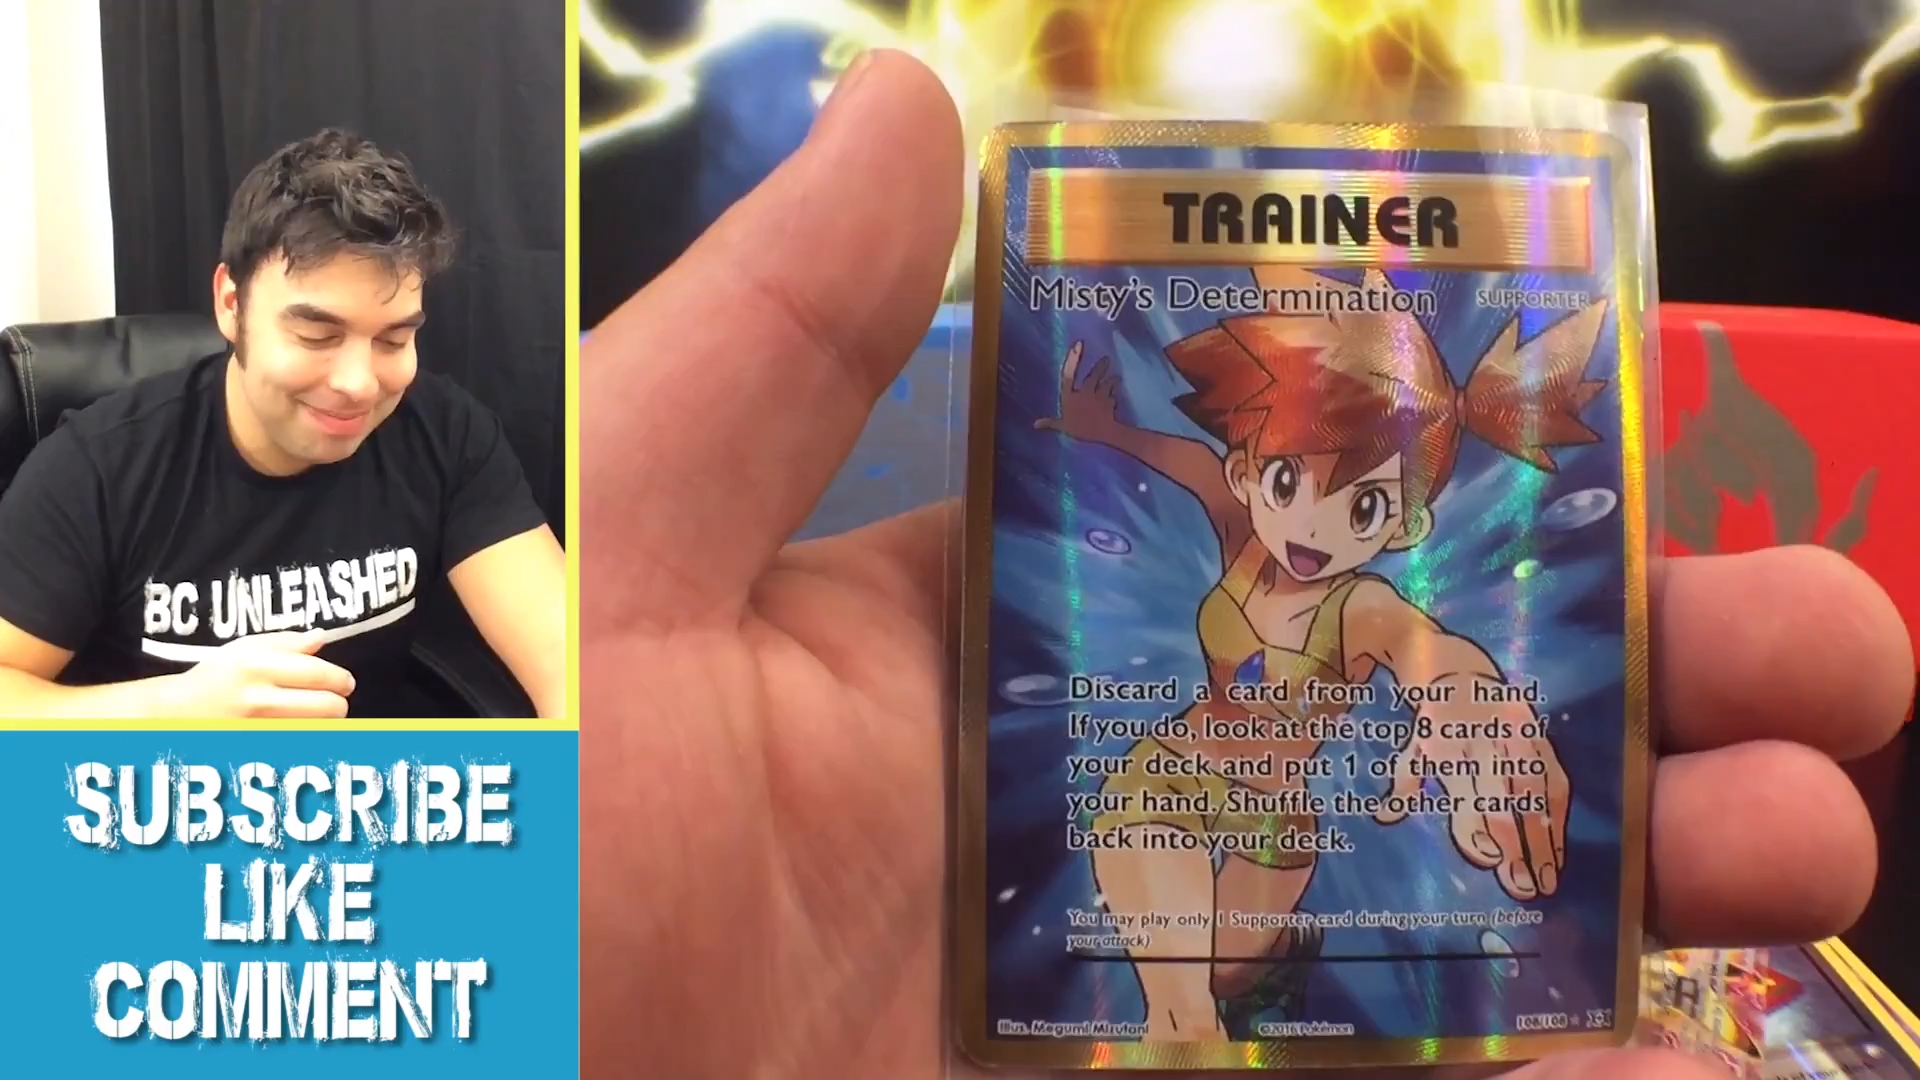 BC UNLEASHED
SUBSCRIBE
LIKE
COMMENT
TRAINER
Misty's Determination SUPPORTER
Discard a card from your hand.
If you do, look at the top 8 cards of
your deck and put 1 of them into
your hand. Shuffle the other cards
back into your deck.
You may play only 1 Supporter card during your turn (before
your attack)
Illus. Megumi Mizutani ©2016 Pokémon 108/108